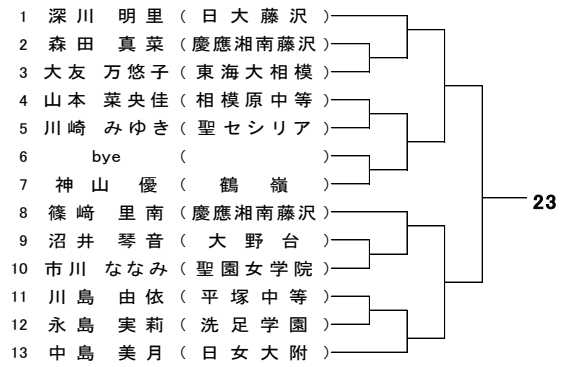 1 深川 明里 ( 日大藤沢 )
2 森田 真菜 ( 慶應湘南藤沢 )
3 大友 万悠子 ( 東海大相模 )
4 山本 菜央佳 ( 相模原中等 )
5 川崎 みゆき ( 聖セシリア )
6 bye ( )
7 神山 優 ( 鶴嶺 )
8 篠﨑 里南 ( 慶應湘南藤沢 )
9 沼井 琴音 ( 大野台 )
10 市川 ななみ ( 聖園女学院 )
11 川島 由依 ( 平塚中等 )
12 永島 実莉 ( 洗足学園 )
13 中島 美月 ( 日女大附 )
23